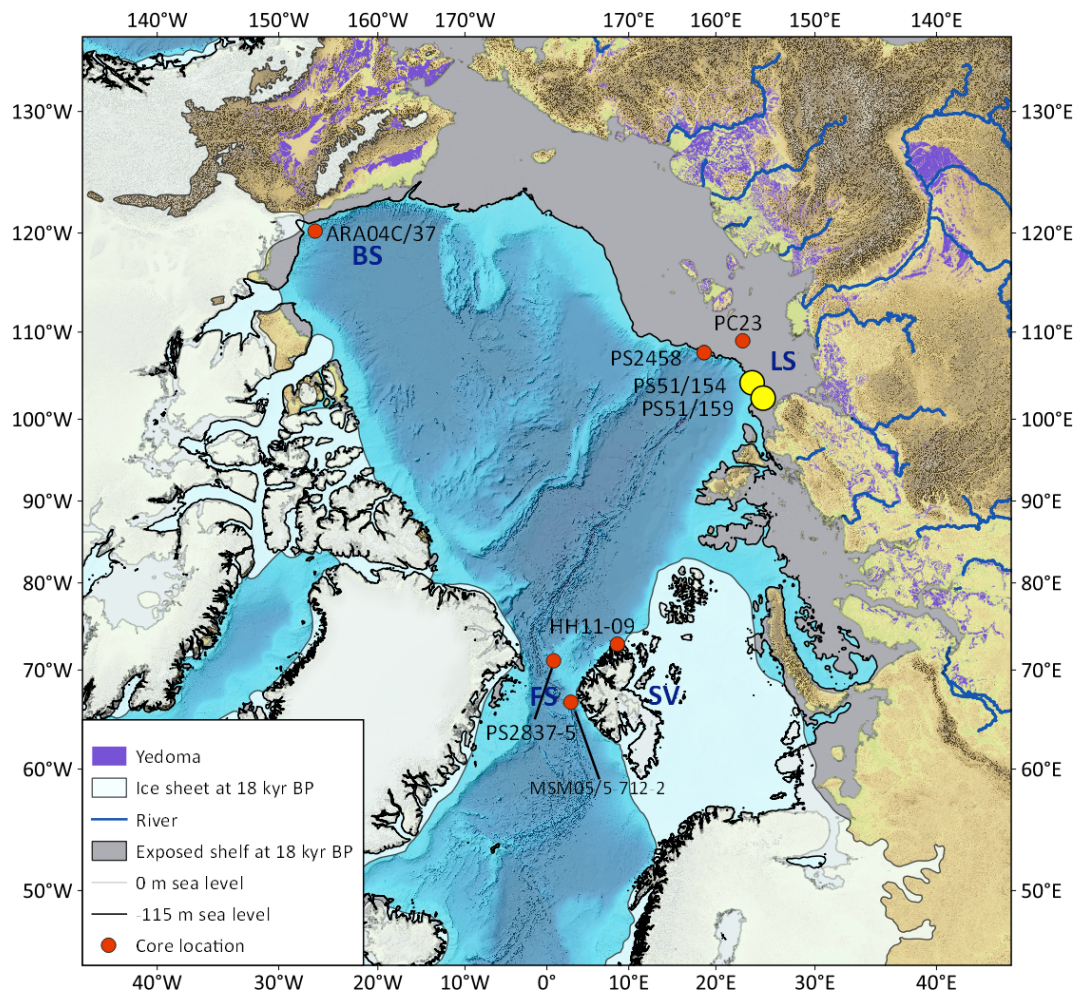 140°W 150°W 160°W 170°W 170°E 160°E 150°E 140°E
130°W 130°E
120°W 120°E
ARA04C/37
BS
110°W 110°E
PC23
PS2458
LS
PS51/154
PS51/159
100°W 100°E
90°W 90°E
80°W 80°E
HH11-09
70°W 70°E
FS SV
PS2837-5
MSM05/5 712-2
60°W 60°E
50°W 50°E
Yedoma
Ice sheet at 18 kyr BP
River
Exposed shelf at 18 kyr BP
0 m sea level
-115 m sea level
Core location
40°W 30°W 20°W 10°W 0° 10°E 20°E 30°E 40°E